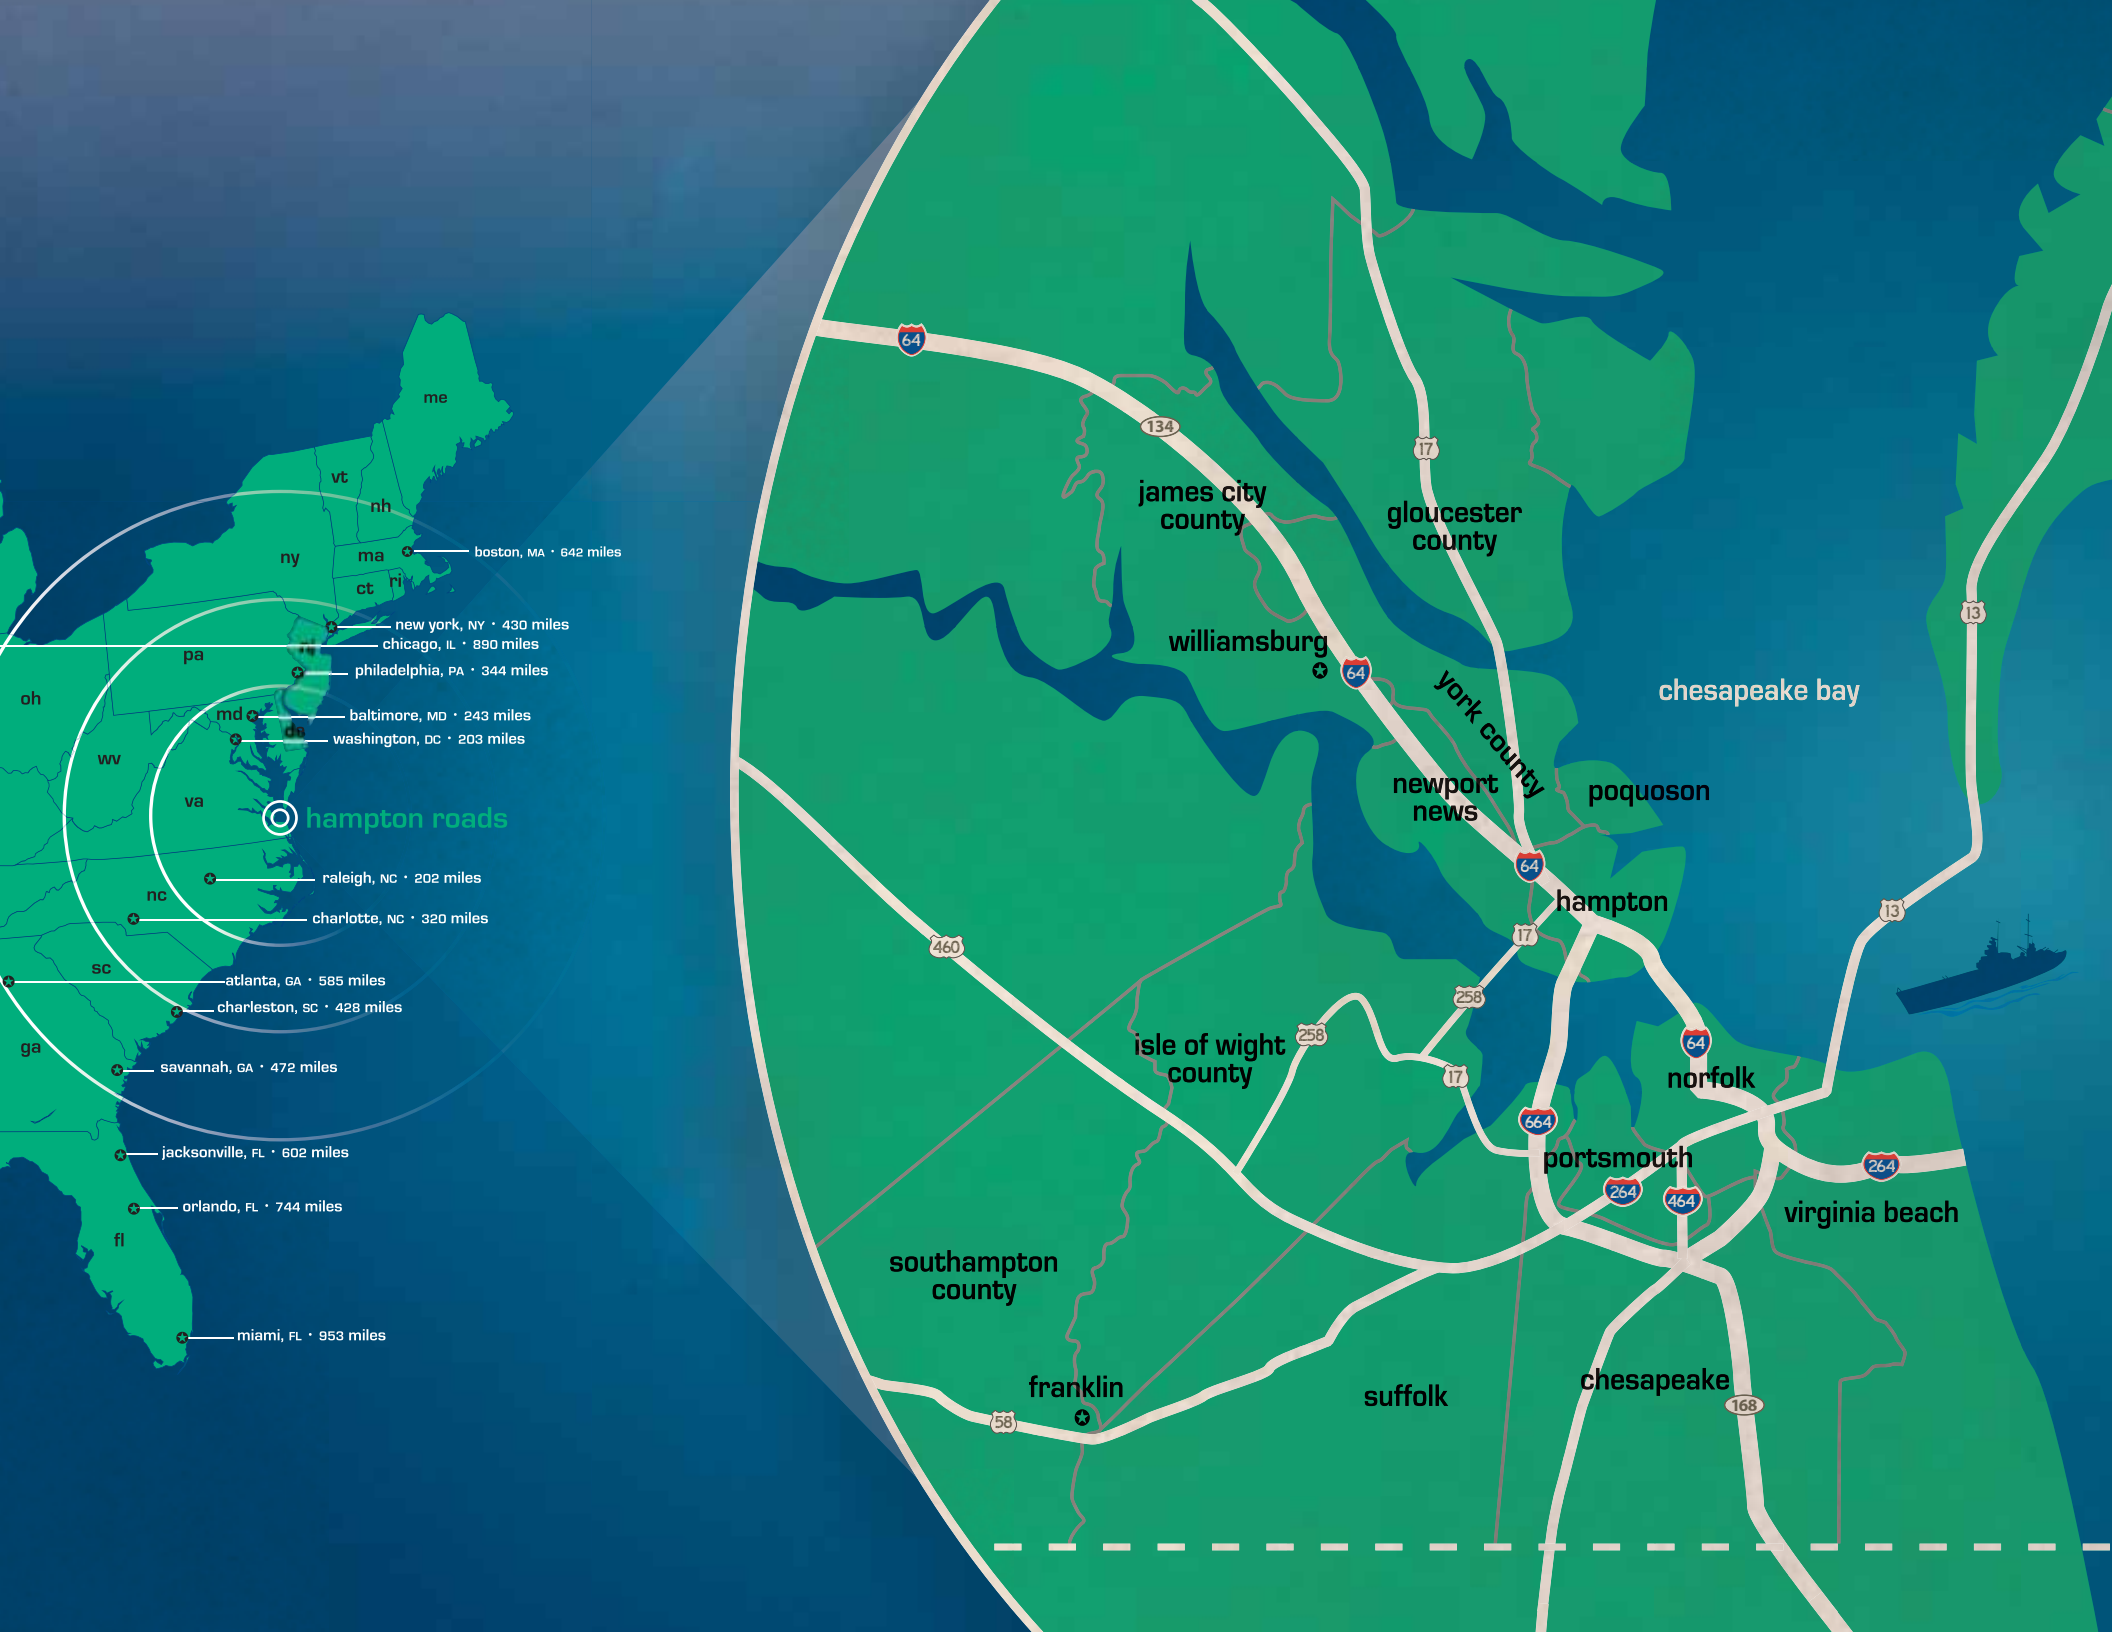 me
vt
nh
ny
ma
ct
ri
boston, MA • 642 miles
new york, NY • 430 miles
chicago, IL • 890 miles
pa
philadelphia, PA • 344 miles
oh
md
baltimore, MD • 243 miles
washington, DC • 203 miles
wv
va
hampton roads
raleigh, NC • 202 miles
nc
charlotte, NC • 320 miles
sc
atlanta, GA • 585 miles
charleston, SC • 428 miles
ga
savannah, GA • 472 miles
jacksonville, FL • 602 miles
orlando, FL • 744 miles
fl
miami, FL • 953 miles
64
134
17
james city
county
gloucester
county
13
williamsburg
64
york county
chesapeake bay
newport
news
poquoson
64
hampton
17
13
460
258
258
isle of wight
county
17
64
norfolk
664
portsmouth
264
264
464
virginia beach
southampton
county
franklin
58
suffolk
chesapeake
168